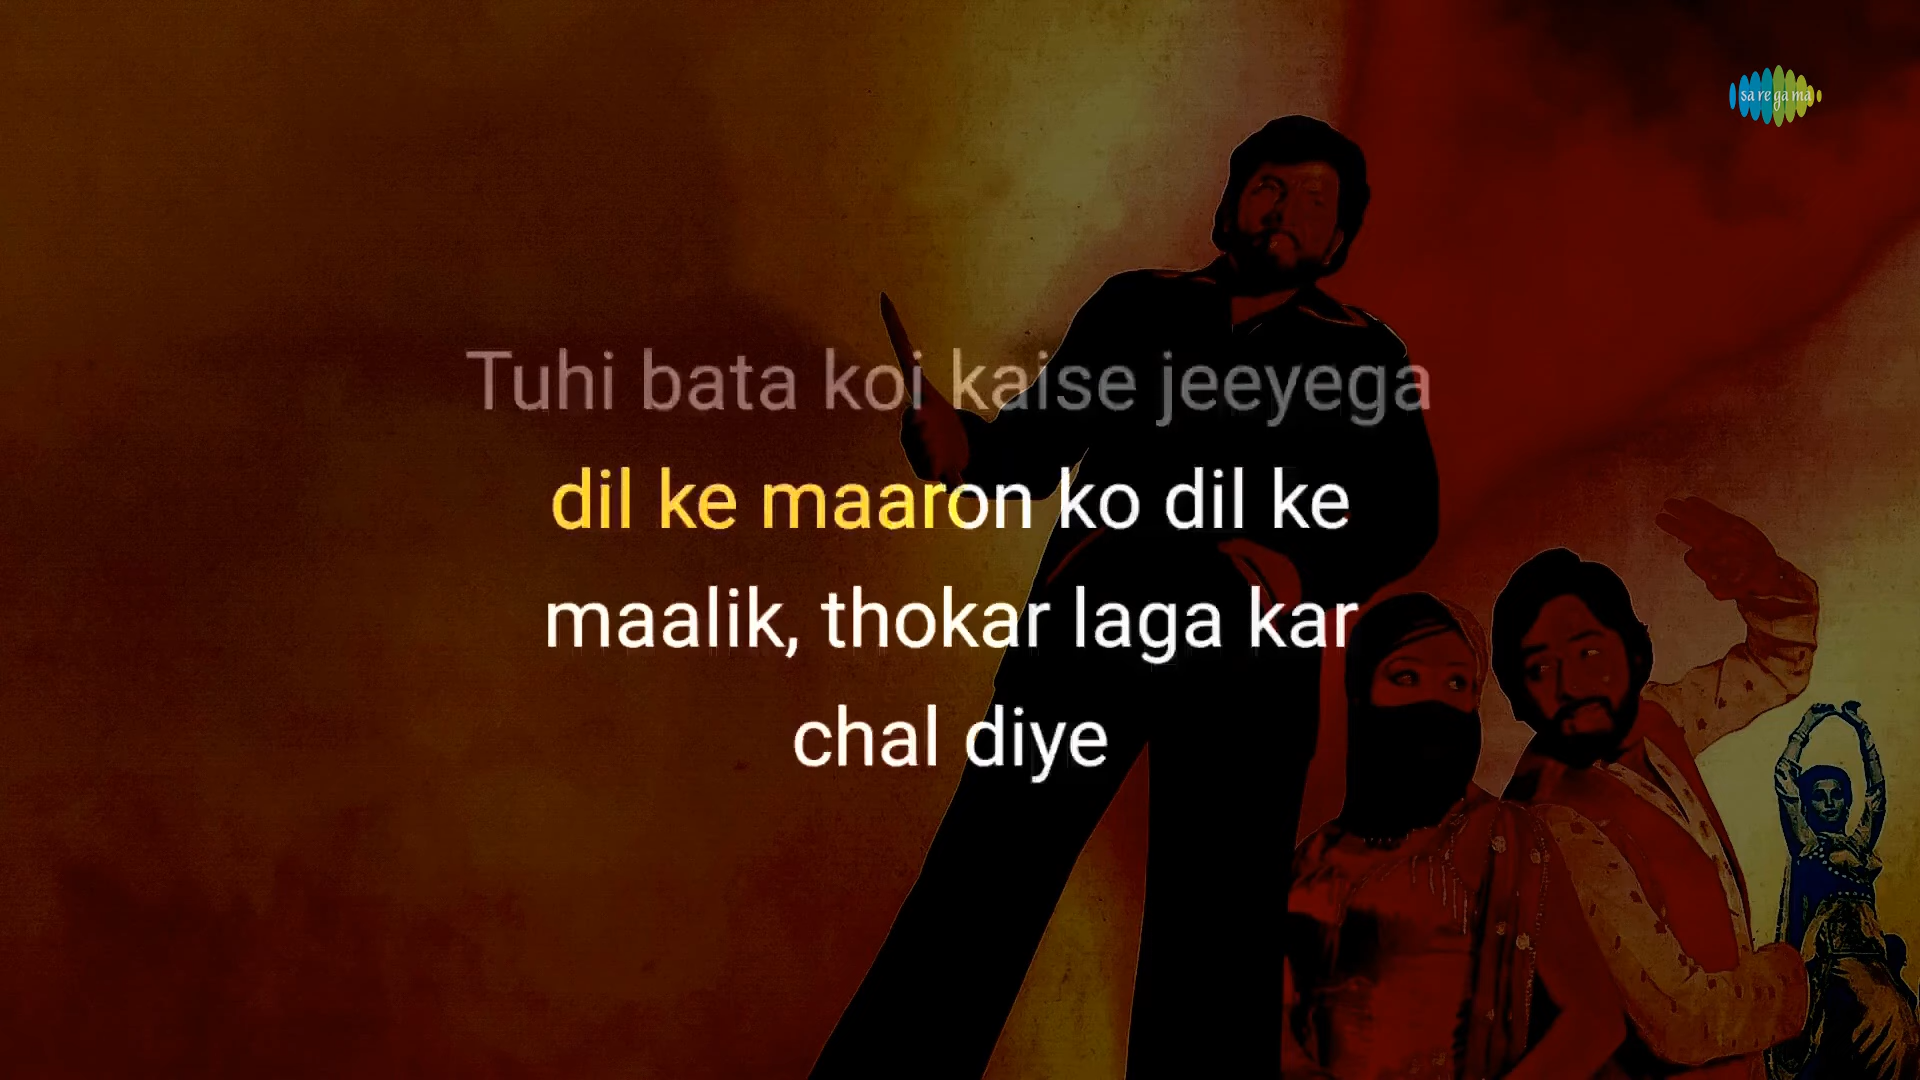 sa re ga ma
Tuhi bata koi kaise jeeyega
dil ke maaron ko dil ke
maalik, thokar laga kar
chal diye